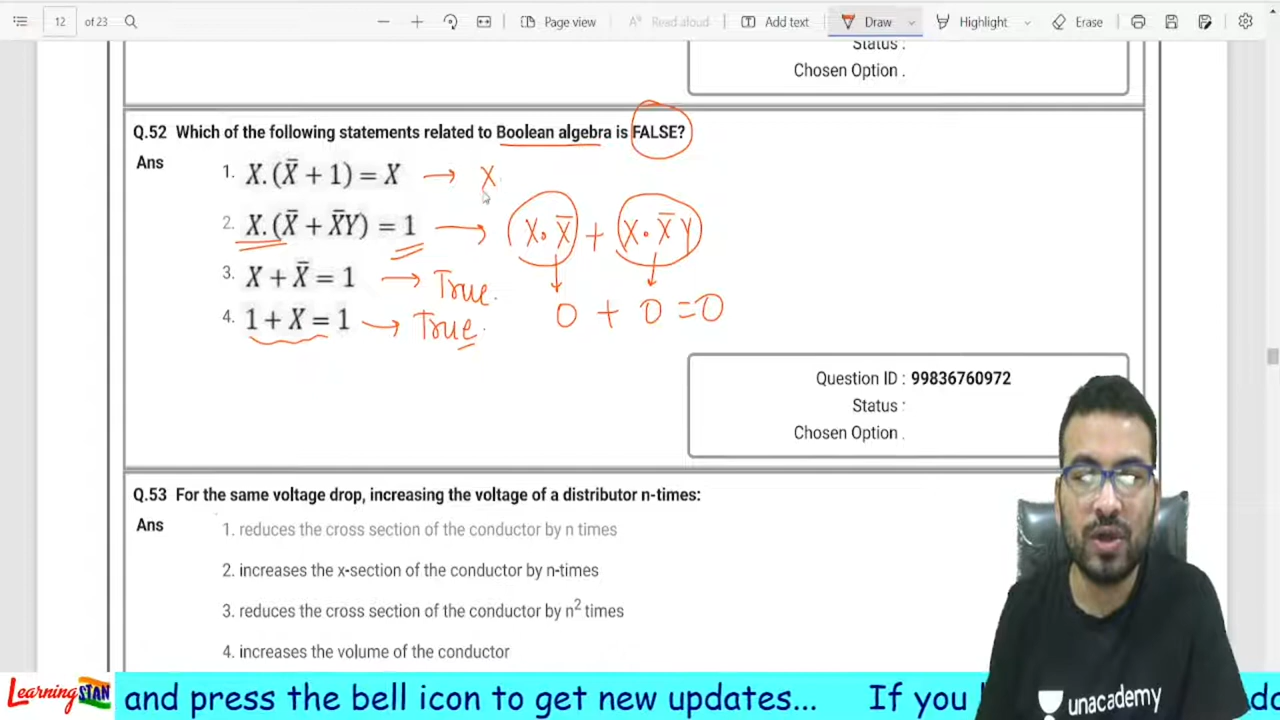 12 of 23 Page view Read aloud Add text Draw Highlight Erase
Status :
Chosen Option .
Q.52 Which of the following statements related to Boolean algebra is FALSE?
Ans
1. X.(X̄ + 1) = X → X.
2. X.(X̄ + X̄Y) = 1 → (X.X̄ + X.X̄Y)
3. X + X̄ = 1 → True.
0 + 0 = 0
4. 1 + X = 1 → True.
Question ID : 99836760972
Status :
Chosen Option .
Q.53 For the same voltage drop, increasing the voltage of a distributor n-times:
Ans
1. reduces the cross section of the conductor by n times
2. increases the x-section of the conductor by n-times
3. reduces the cross section of the conductor by n² times
4. increases the volume of the conductor
unacademy
Learning STAN and press the bell icon to get new updates... If you